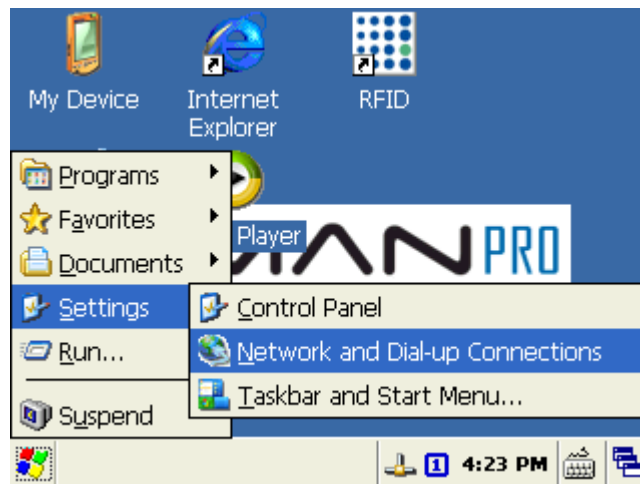 My Device
Internet
Explorer
RFID
Programs
Favorites
Documents
Settings
Run...
Suspend
Player
PRO
Control Panel
Network and Dial-up Connections
Taskbar and Start Menu...
1
4:23 PM